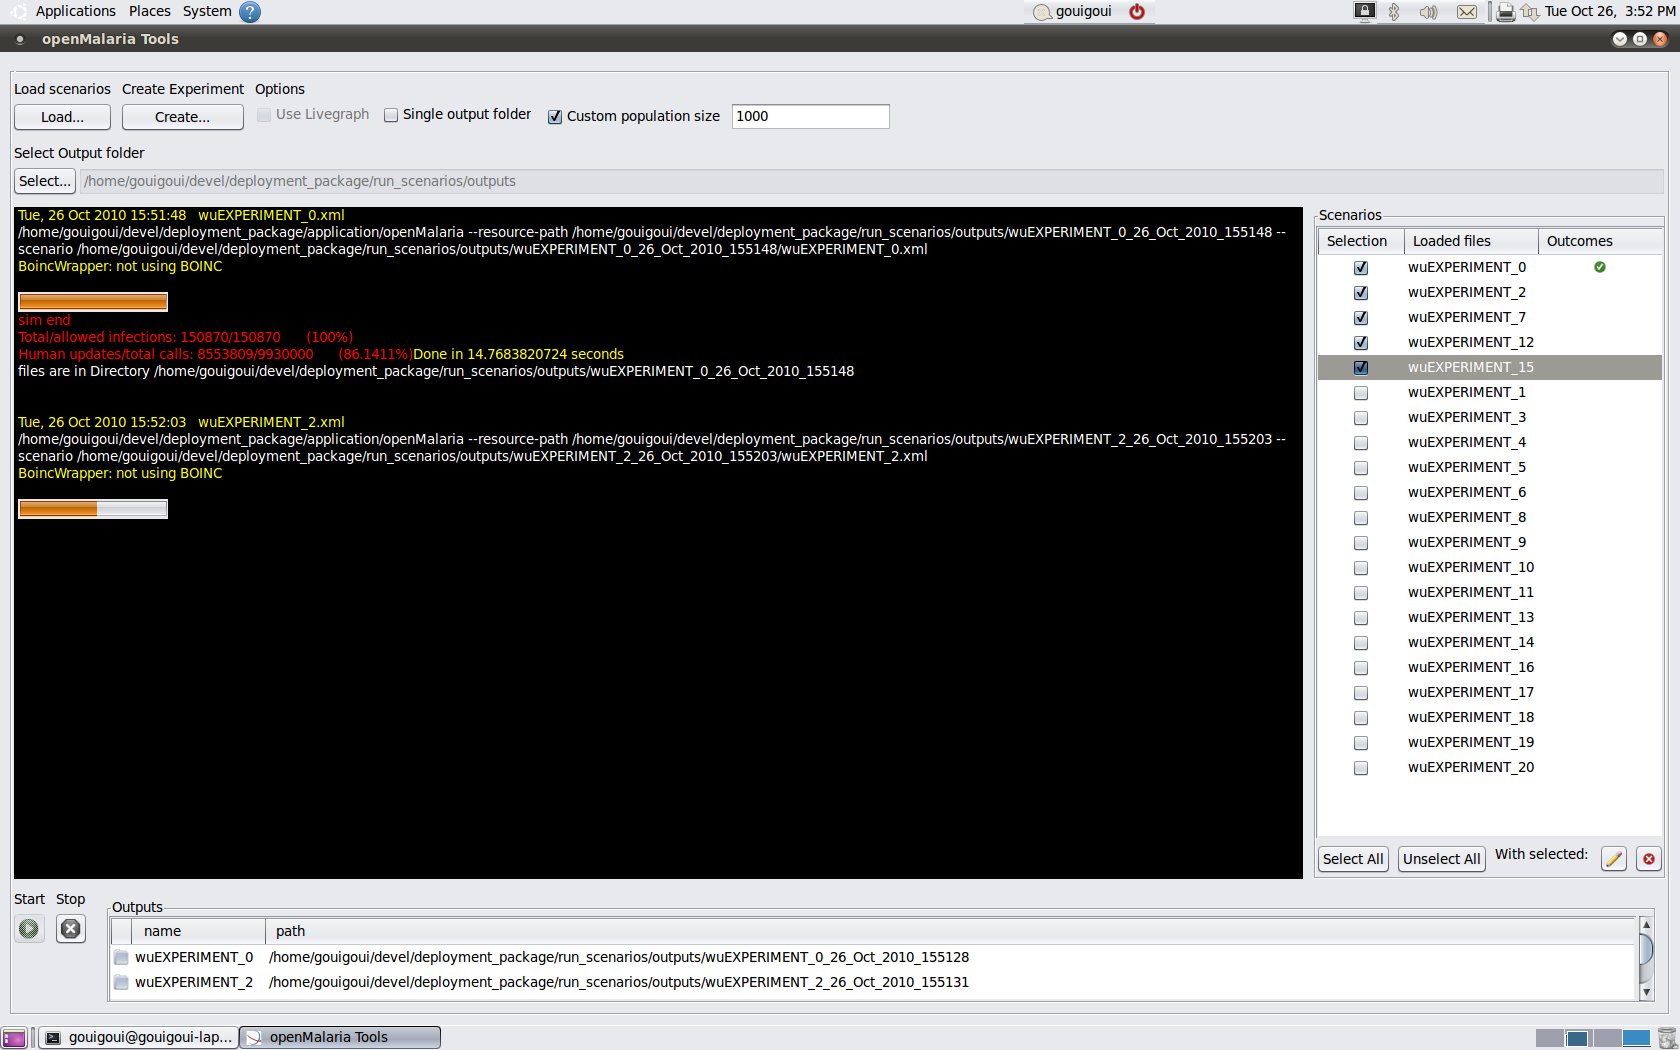 Applications Places System ? gouigoui Tue Oct 26, 3:52 PM
openMalaria Tools
Load scenarios Create Experiment Options
Load... Create... Use Livegraph Single output folder Custom population size 1000
Select Output folder
Select... /home/gouigoui/devel/deployment_package/run_scenarios/outputs
Tue, 26 Oct 2010 15:51:48 wuEXPERIMENT_0.xml
/home/gouigoui/devel/deployment_package/application/openMalaria --resource-path /home/gouigoui/devel/deployment_package/run_scenarios/outputs/wuEXPERIMENT_0_26_Oct_2010_155148 --
scenario /home/gouigoui/devel/deployment_package/run_scenarios/outputs/wuEXPERIMENT_0_26_Oct_2010_155148/wuEXPERIMENT_0.xml
BoincWrapper: not using BOINC
sim end
Total/allowed infections: 150870/150870 (100%)
Human updates/total calls: 8553809/9930000 (86.1411%)Done in 14.7683820724 seconds
files are in Directory /home/gouigoui/devel/deployment_package/run_scenarios/outputs/wuEXPERIMENT_0_26_Oct_2010_155148
Tue, 26 Oct 2010 15:52:03 wuEXPERIMENT_2.xml
/home/gouigoui/devel/deployment_package/application/openMalaria --resource-path /home/gouigoui/devel/deployment_package/run_scenarios/outputs/wuEXPERIMENT_2_26_Oct_2010_155203 --
scenario /home/gouigoui/devel/deployment_package/run_scenarios/outputs/wuEXPERIMENT_2_26_Oct_2010_155203/wuEXPERIMENT_2.xml
BoincWrapper: not using BOINC
Scenarios
Selection Loaded files Outcomes
wuEXPERIMENT_0
wuEXPERIMENT_2
wuEXPERIMENT_7
wuEXPERIMENT_12
wuEXPERIMENT_15
wuEXPERIMENT_1
wuEXPERIMENT_3
wuEXPERIMENT_4
wuEXPERIMENT_5
wuEXPERIMENT_6
wuEXPERIMENT_8
wuEXPERIMENT_9
wuEXPERIMENT_10
wuEXPERIMENT_11
wuEXPERIMENT_13
wuEXPERIMENT_14
wuEXPERIMENT_16
wuEXPERIMENT_17
wuEXPERIMENT_18
wuEXPERIMENT_19
wuEXPERIMENT_20
Select All Unselect All With selected:
Start Stop
Outputs
name path
wuEXPERIMENT_0 /home/gouigoui/devel/deployment_package/run_scenarios/outputs/wuEXPERIMENT_0_26_Oct_2010_155128
wuEXPERIMENT_2 /home/gouigoui/devel/deployment_package/run_scenarios/outputs/wuEXPERIMENT_2_26_Oct_2010_155131
gouigoui@gouigoui-lap... openMalaria Tools